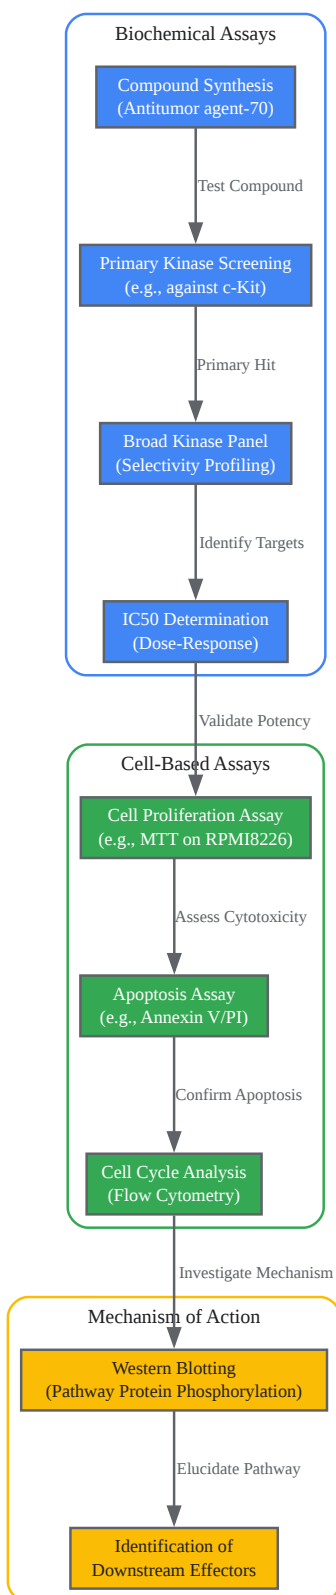 Biochemical Assays
Compound Synthesis
(Antitumor agent-70)
Test Compound
Primary Kinase Screening
(e.g., against c-Kit)
Primary Hit
Broad Kinase Panel
(Selectivity Profiling)
Identify Targets
IC50 Determination
(Dose-Response)
Validate Potency
Cell-Based Assays
Cell Proliferation Assay
(e.g., MTT on RPMI8226)
Assess Cytotoxicity
Apoptosis Assay
(e.g., Annexin V/PI)
Confirm Apoptosis
Cell Cycle Analysis
(Flow Cytometry)
Investigate Mechanism
Mechanism of Action
Western Blotting
(Pathway Protein Phosphorylation)
Elucidate Pathway
Identification of
Downstream Effectors